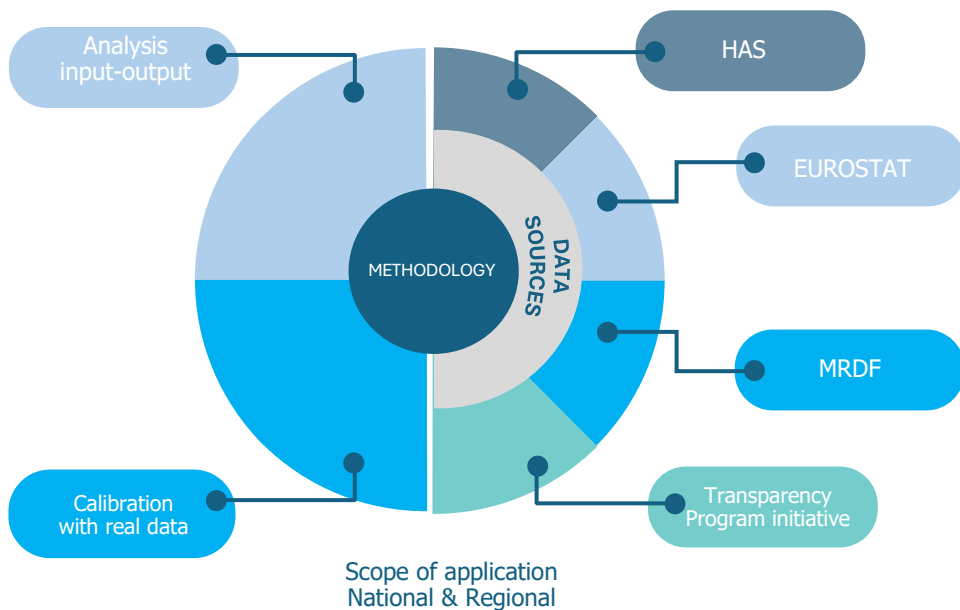 Analysis
input-output
HAS
EUROSTAT
METHODOLOGY
DATA
SOURCES
MRDF
Calibration
with real data
Transparency
Program initiative
Scope of application
National & Regional